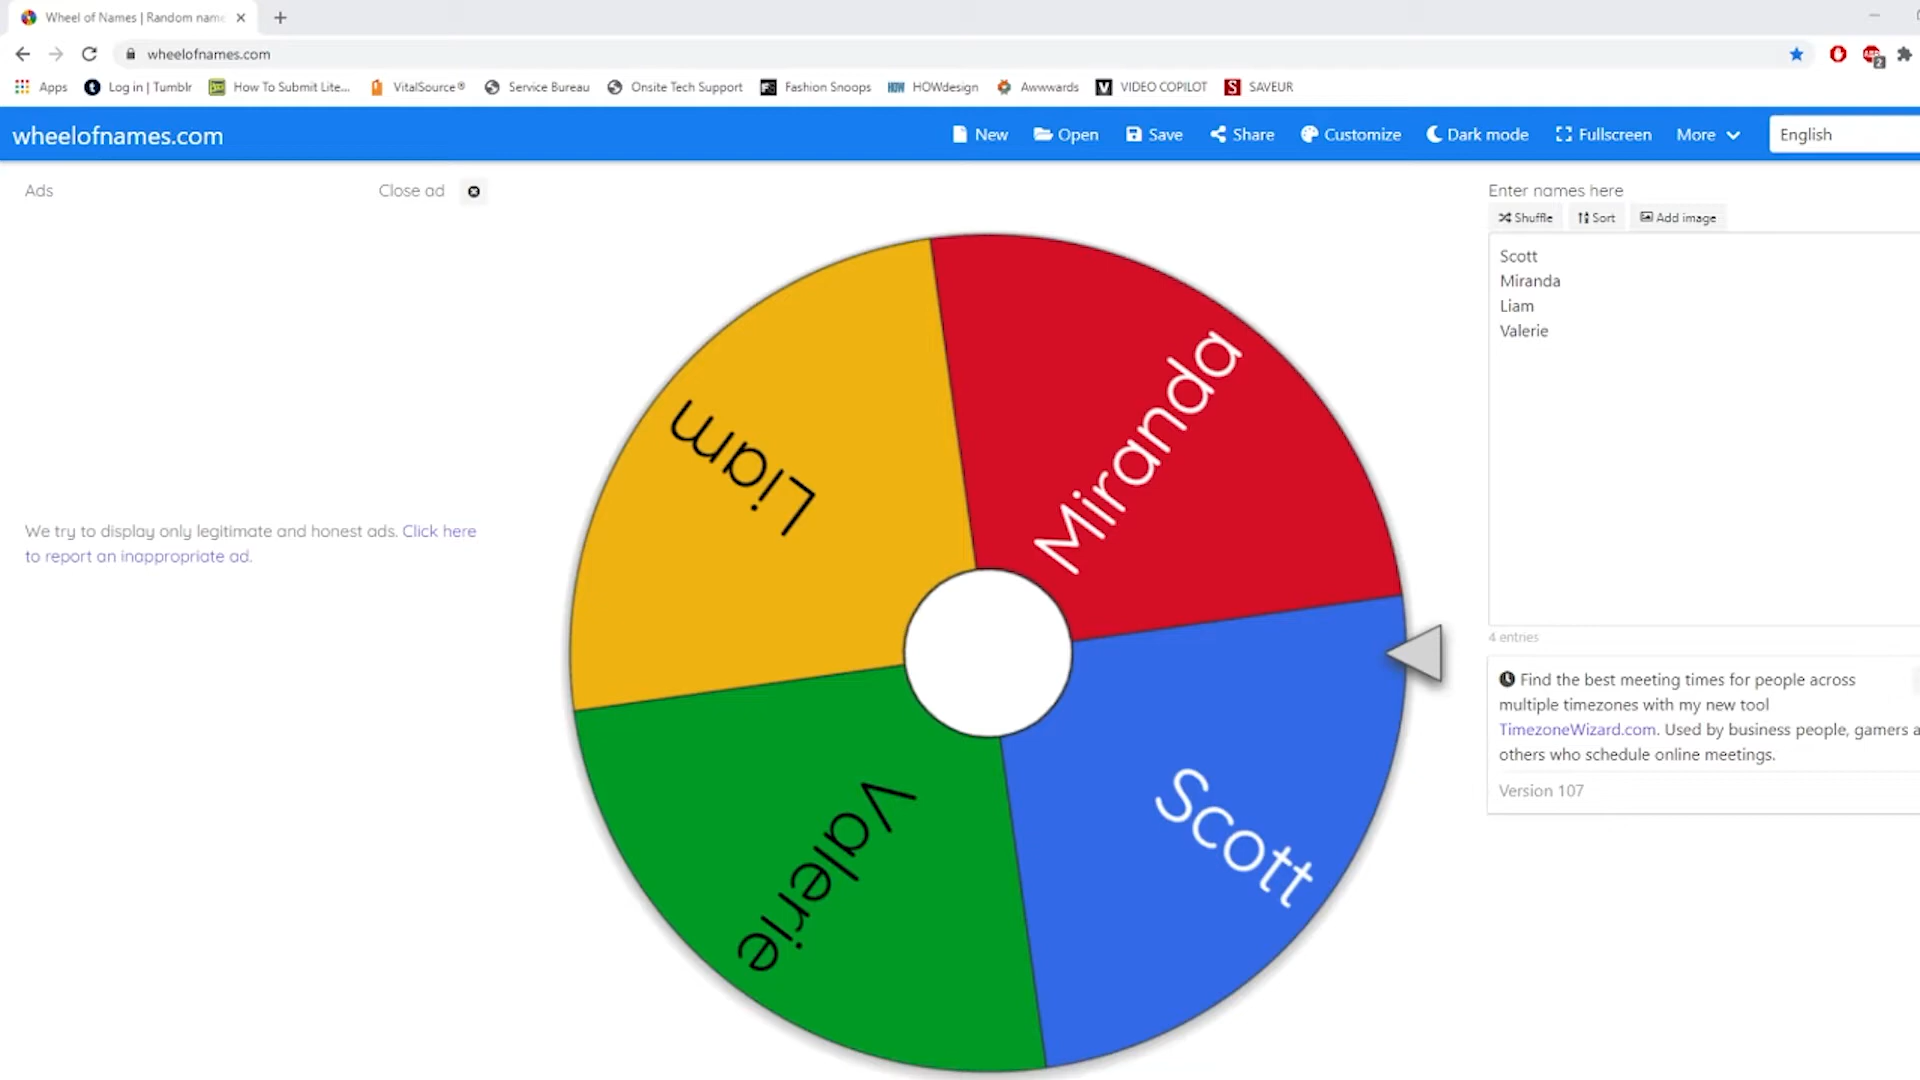 Wheel of Names | Random name
wheelofnames.com
Apps
Log in | Tumblr
How To Submit Lite...
VitalSource®
Service Bureau
Onsite Tech Support
Fashion Snoops
HOW HOWdesign
Awwwards
V VIDEO COPILOT
S SAVEUR
wheelofnames.com
New
Open
Save
Share
Customize
Dark mode
Fullscreen
More
English
Ads
Close ad
We try to display only legitimate and honest ads. Click here
to report an inappropriate ad.
Liam
Miranda
Valerie
Scott
Enter names here
Shuffle
Sort
Add image
Scott
Miranda
Liam
Valerie
4 entries
Find the best meeting times for people across
multiple timezones with my new tool
TimezoneWizard.com. Used by business people, gamers a
others who schedule online meetings.
Version 107